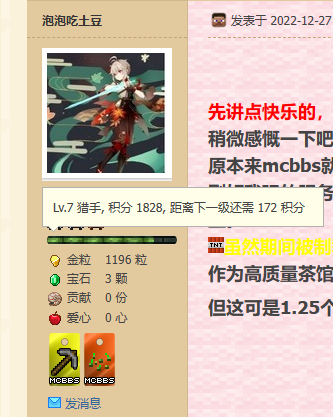 泡泡吃土豆
发表于 2022-12-27
先讲点快乐的，
稍微感慨一下吧
原本来mcbbs就
Lv.7 猎手, 积分 1828, 距离下一级还需 172 积分
TNT
虽然期间被制
金粒 1196 粒
宝石 3 颗
贡献 0 份
爱心 0 心
作为高质量茶馆
但这可是1.25个
MCBBS MCBBS
发消息